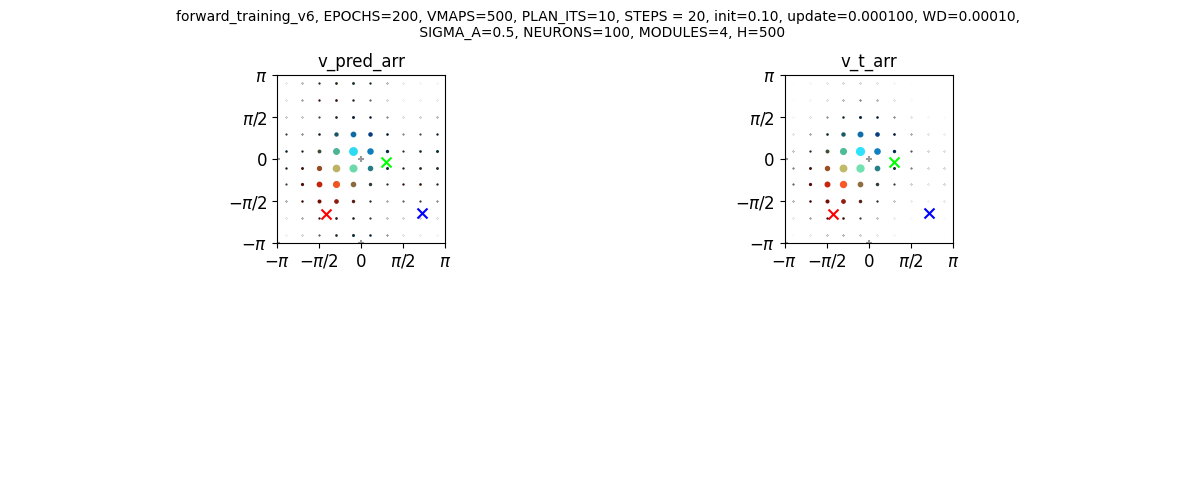 forward_training_v6, EPOCHS=200, VMAPS=500, PLAN_ITS=10, STEPS = 20, init=0.10, update=0.000100, WD=0.00010,
SIGMA_A=0.5, NEURONS=100, MODULES=4, H=500
v_pred_arr
π
π/2
0
−π/2
−π
−π −π/2 0 π/2 π
v_t_arr
π
π/2
0
−π/2
−π
−π −π/2 0 π/2 π